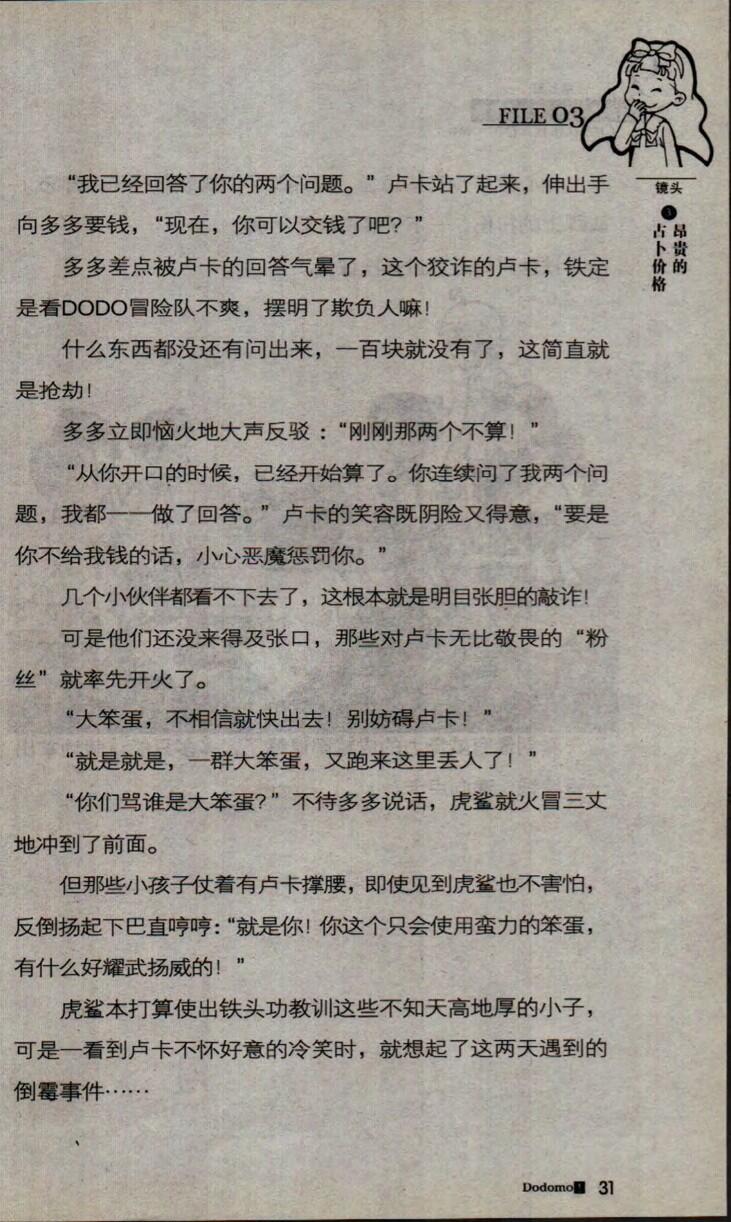 FILE 03
镜头
❶
昂贵的
占卜价格
“我已经回答了你的两个问题。”卢卡站了起来，伸出手
向多多要钱，“现在，你可以交钱了吧？”
多多差点被卢卡的回答气晕了，这个狡诈的卢卡，铁定
是看DODO冒险队不爽，摆明了欺负人嘛！
什么东西都没还有问出来，一百块就没有了，这简直就
是抢劫！
多多立即恼火地大声反驳：“刚刚那两个不算！”
“从你开口的时候，已经开始算了。你连续问了我两个问
题，我都一一做了回答。”卢卡的笑容既阴险又得意，“要是
你不给我钱的话，小心恶魔惩罚你。”
几个小伙伴都看不下去了，这根本就是明目张胆的敲诈！
可是他们还没来得及张口，那些对卢卡无比敬畏的“粉
丝”就率先开火了。
“大笨蛋，不相信就快出去！别妨碍卢卡！”
“就是就是，一群大笨蛋，又跑来这里丢人了！”
“你们骂谁是大笨蛋？”不待多多说话，虎鲨就火冒三丈
地冲到了前面。
但那些小孩子仗着有卢卡撑腰，即使见到虎鲨也不害怕，
反倒扬起下巴直哼哼：“就是你！你这个只会使用蛮力的笨蛋，
有什么好耀武扬威的！”
虎鲨本打算使出铁头功教训这些不知天高地厚的小子，
可是一看到卢卡不怀好意的冷笑时，就想起了这两天遇到的
倒霉事件……
Dodomo! 31